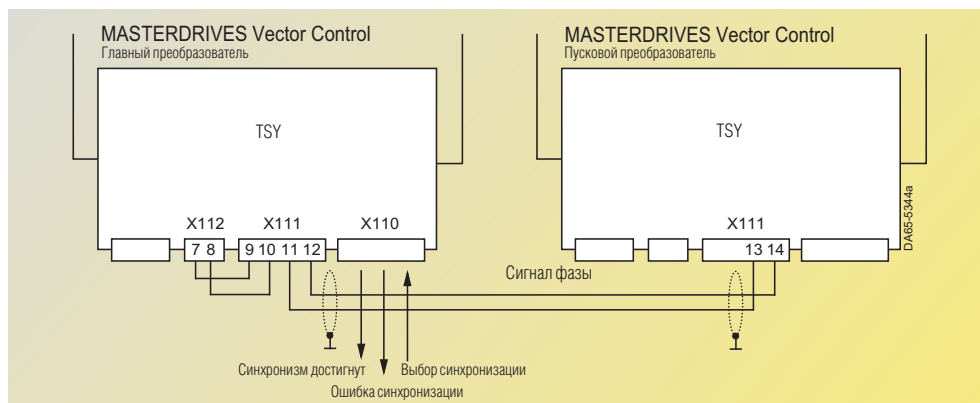 MASTERDRIVES Vector Control
Главный преобразователь
MASTERDRIVES Vector Control
Пусковой преобразователь
TSY
TSY
X112
X111
X110
X111
7 8
9 10 11 12
13 14
DA65-5344a
Сигнал фазы
Синхронизм достигнут
Выбор синхронизации
Ошибка синхронизации